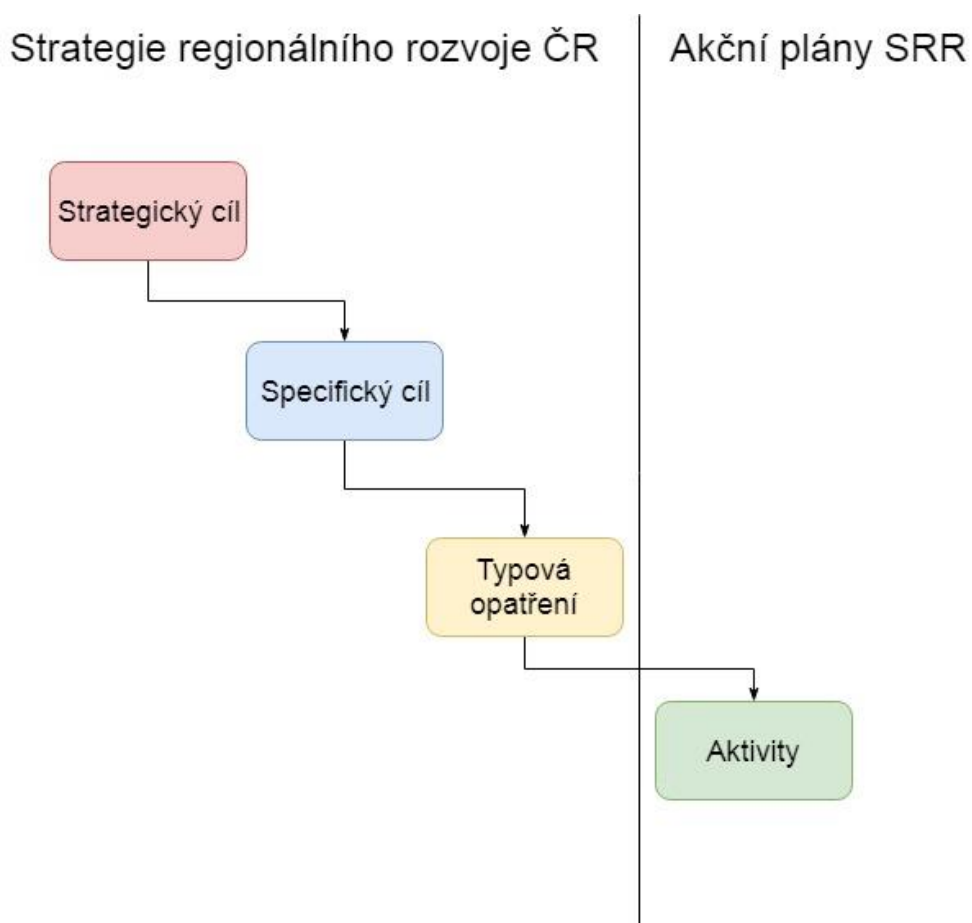 Strategie regionálního rozvoje ČR
Akční plány SRR
Strategický cíl
Specifický cíl
Typová
opatření
Aktivity